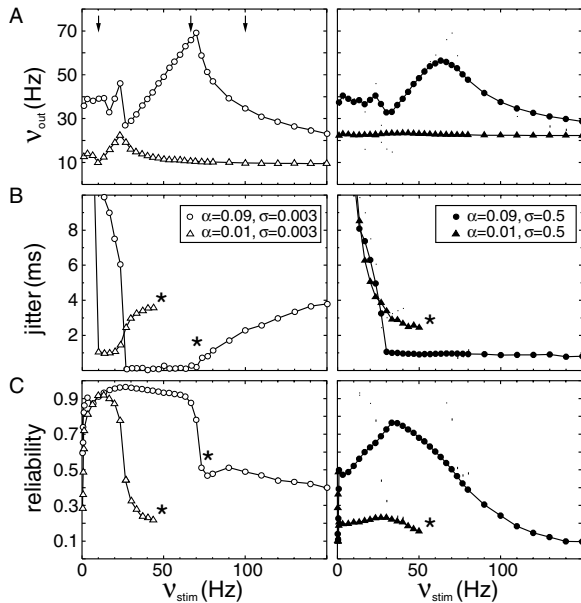 A
ν_out (Hz)
70
50
30
10
B
jitter (ms)
8
6
4
2
α=0.09, σ=0.003
α=0.01, σ=0.003
*
*
α=0.09, σ=0.5
α=0.01, σ=0.5
*
C
reliability
0.9
0.7
0.5
0.3
0.1
*
*
*
0 50 100
0 50 100
ν_stim (Hz)
ν_stim (Hz)